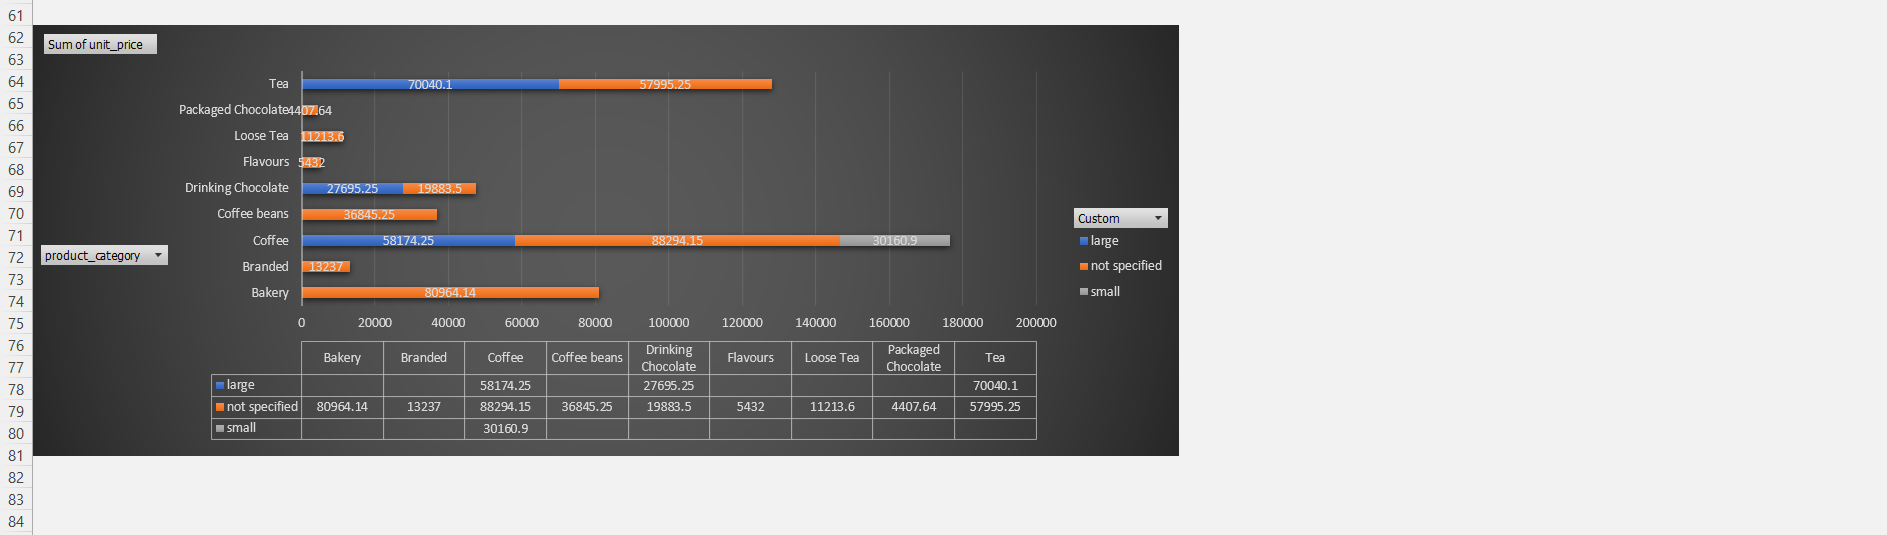 61
62
63
64
65
66
67
68
69
70
71
72
73
74
75
76
77
78
79
80
81
82
83
84
Sum of unit_price
Tea 70040.1 57995.25
Packaged Chocolate 4407.64
Loose Tea 11213.6
Flavours 5432
Drinking Chocolate 27695.25 19883.5
Coffee beans 36845.25
Coffee 58174.25 88294.15 30160.9
Branded 13237
Bakery 80964.14
0 20000 40000 60000 80000 100000 120000 140000 160000 180000 200000
product_category
Custom
large
not specified
small
Bakery Branded Coffee Coffee beans Drinking Chocolate Flavours Loose Tea Packaged Chocolate Tea
large 58174.25 27695.25 70040.1
not specified 80964.14 13237 88294.15 36845.25 19883.5 5432 11213.6 4407.64 57995.25
small 30160.9